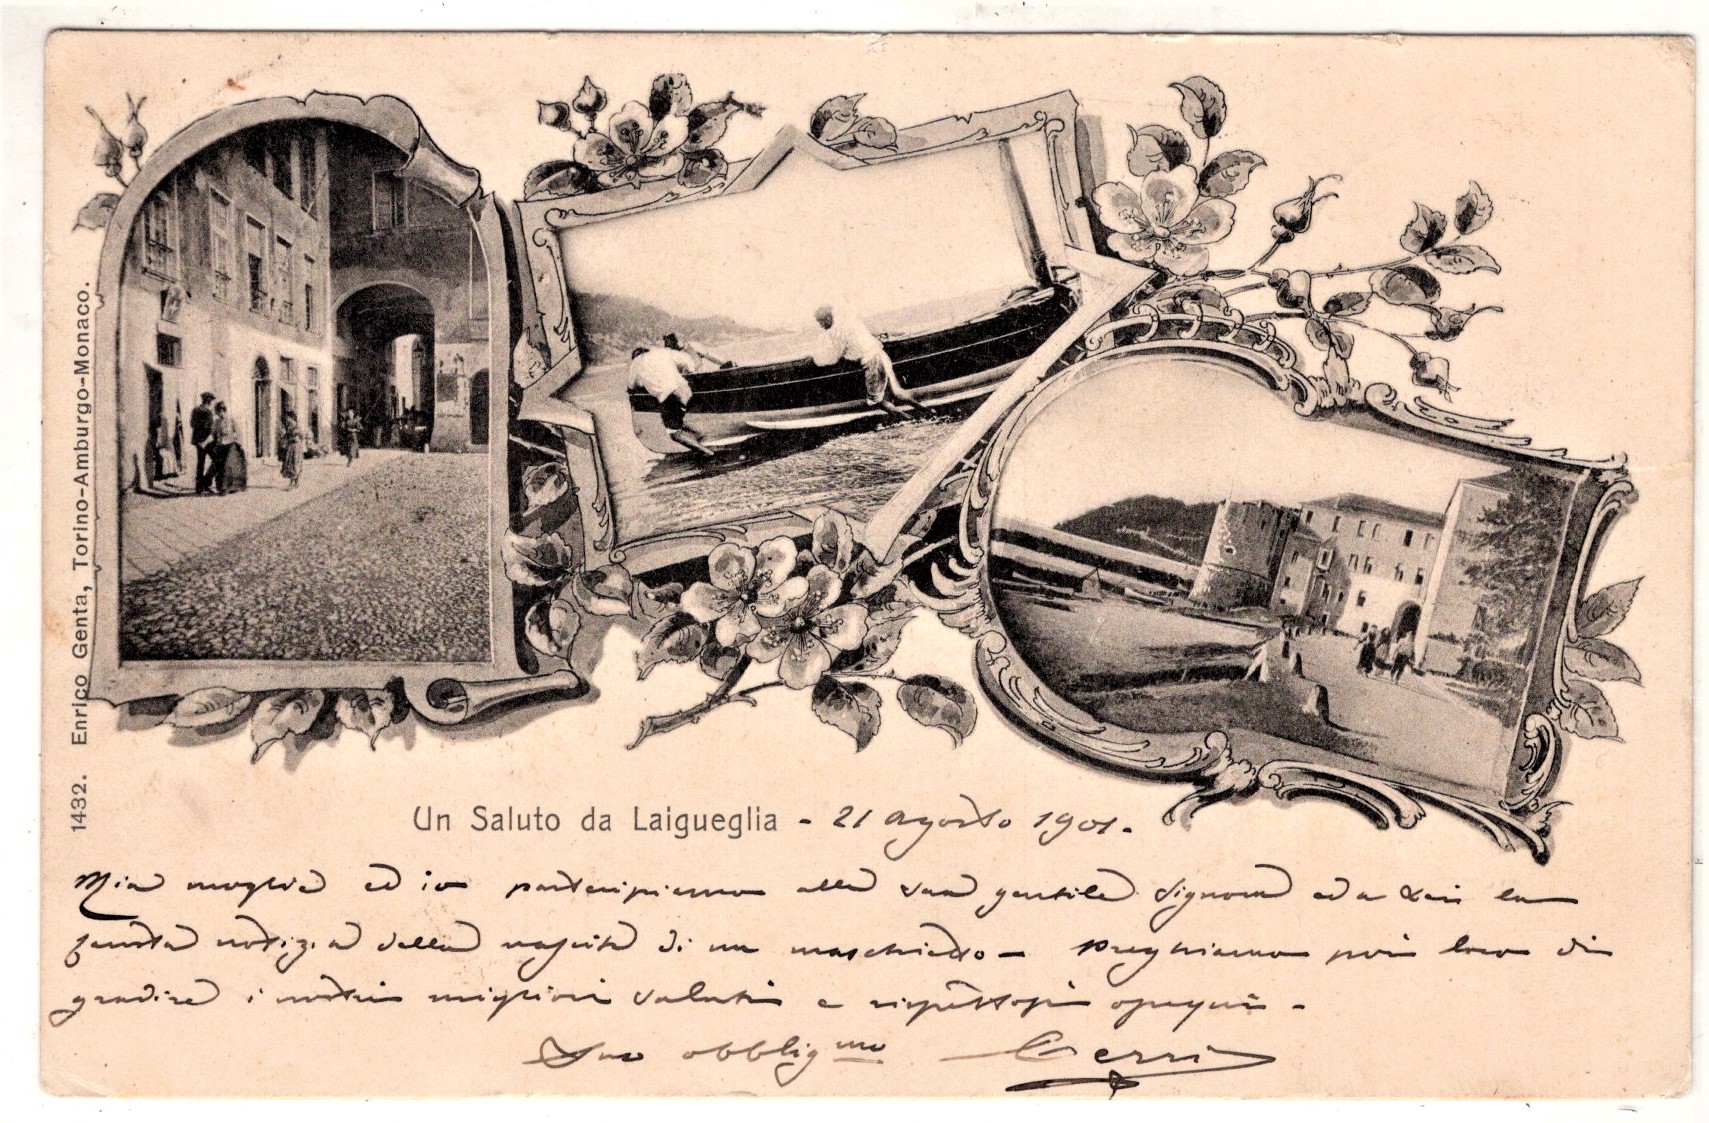 1432. Enrico Genta, Torino-Amburgo-Monaco.
Un Saluto da Laigueglia - 21 agosto 1901.
Mia moglie ed io partecipiamo alla sua gentile Signora ed a Lei la
fausta notizia della nascita di un maschietto - Preghiamo poi loro di
gradire i nostri migliori saluti e rispettosi ossequi -
Suo obbligmo